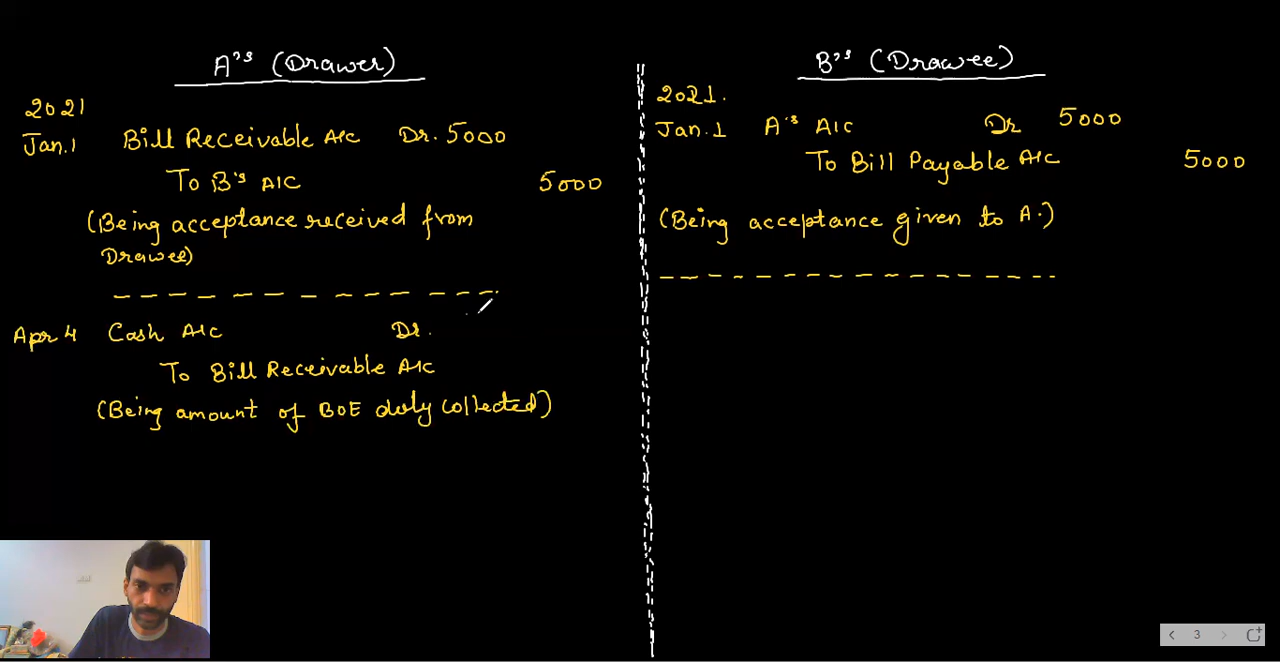 A's (Drawer)
2021
Jan.1 Bill Receivable A/C Dr. 5000
To B's A/C 5000
(Being acceptance received from
Drawee)
Apr 4 Cash A/C Dr.
To Bill Receivable A/C
(Being amount of BOE duly collected)
B's (Drawee)
2021.
Jan.1 A's A/C Dr 5000
To Bill Payable A/C 5000
(Being acceptance given to A.)
3